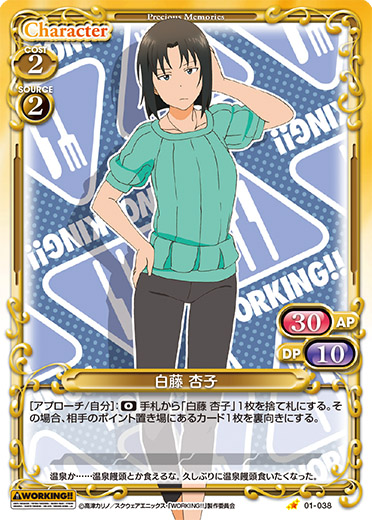 Precious Memories
Character
COST
2
SOURCE
2
WORKING!!
WORKING!!
WORKING!!
30 AP
DP 10
白藤 杏子
[アプローチ/自分]:0 手札から「白藤 杏子」1枚を捨て札にする。そ
の場合、相手のポイント置き場にあるカード1枚を裏向きにする。
温泉か……温泉饅頭とか食えるな。久しぶりに温泉饅頭食いたくなった。
WORKING!!
©高津カリノ/スクウェアエニックス・「WORKING!!」製作委員会
01-038